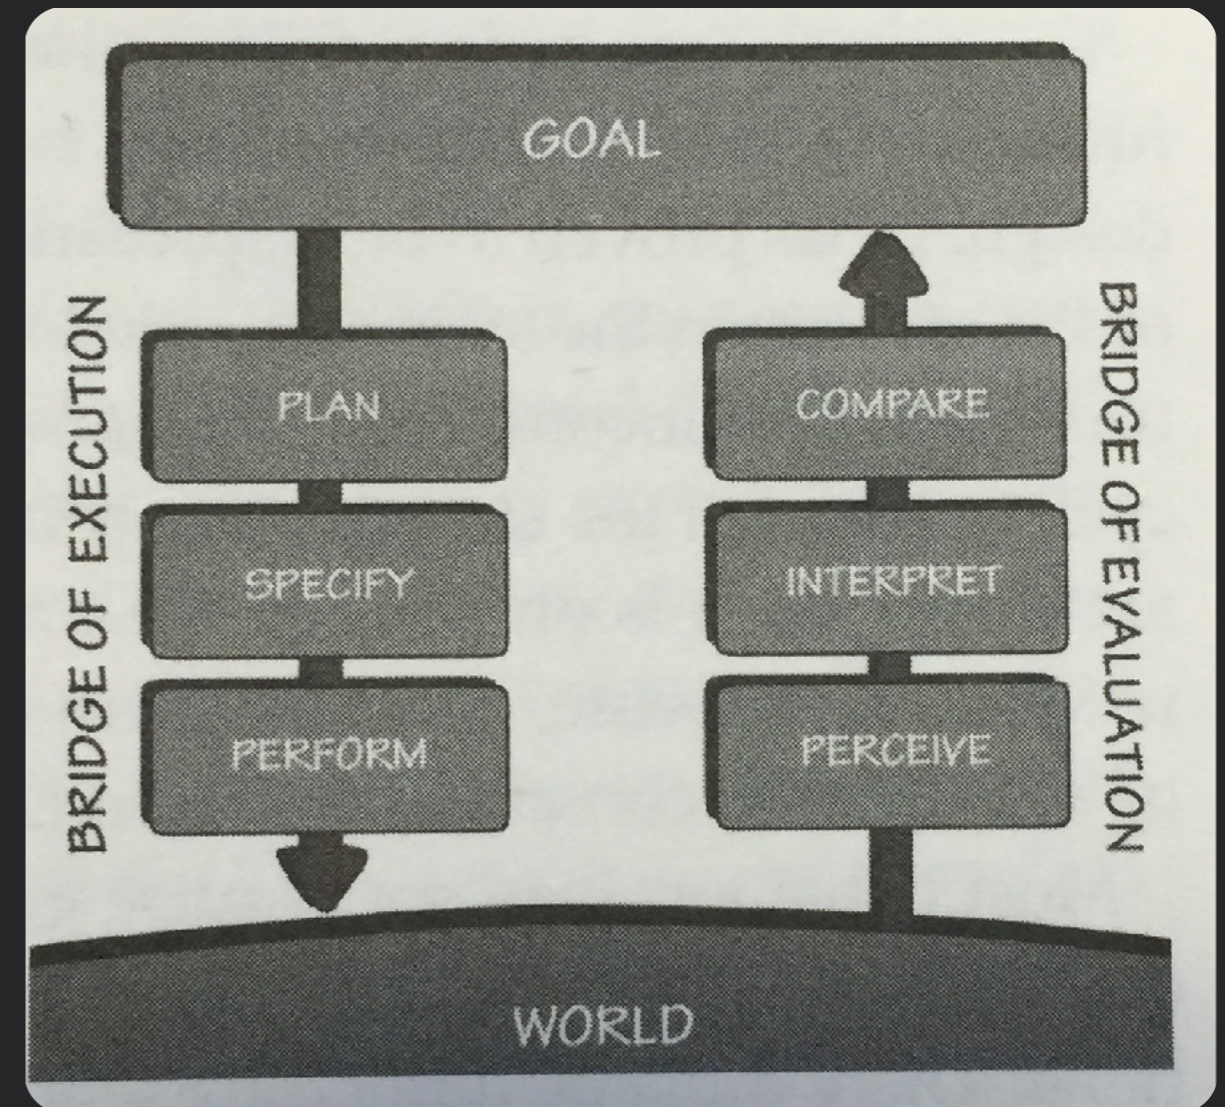 GOAL
BRIDGE OF EXECUTION
PLAN
SPECIFY
PERFORM
COMPARE
INTERPRET
PERCEIVE
BRIDGE OF EVALUATION
WORLD